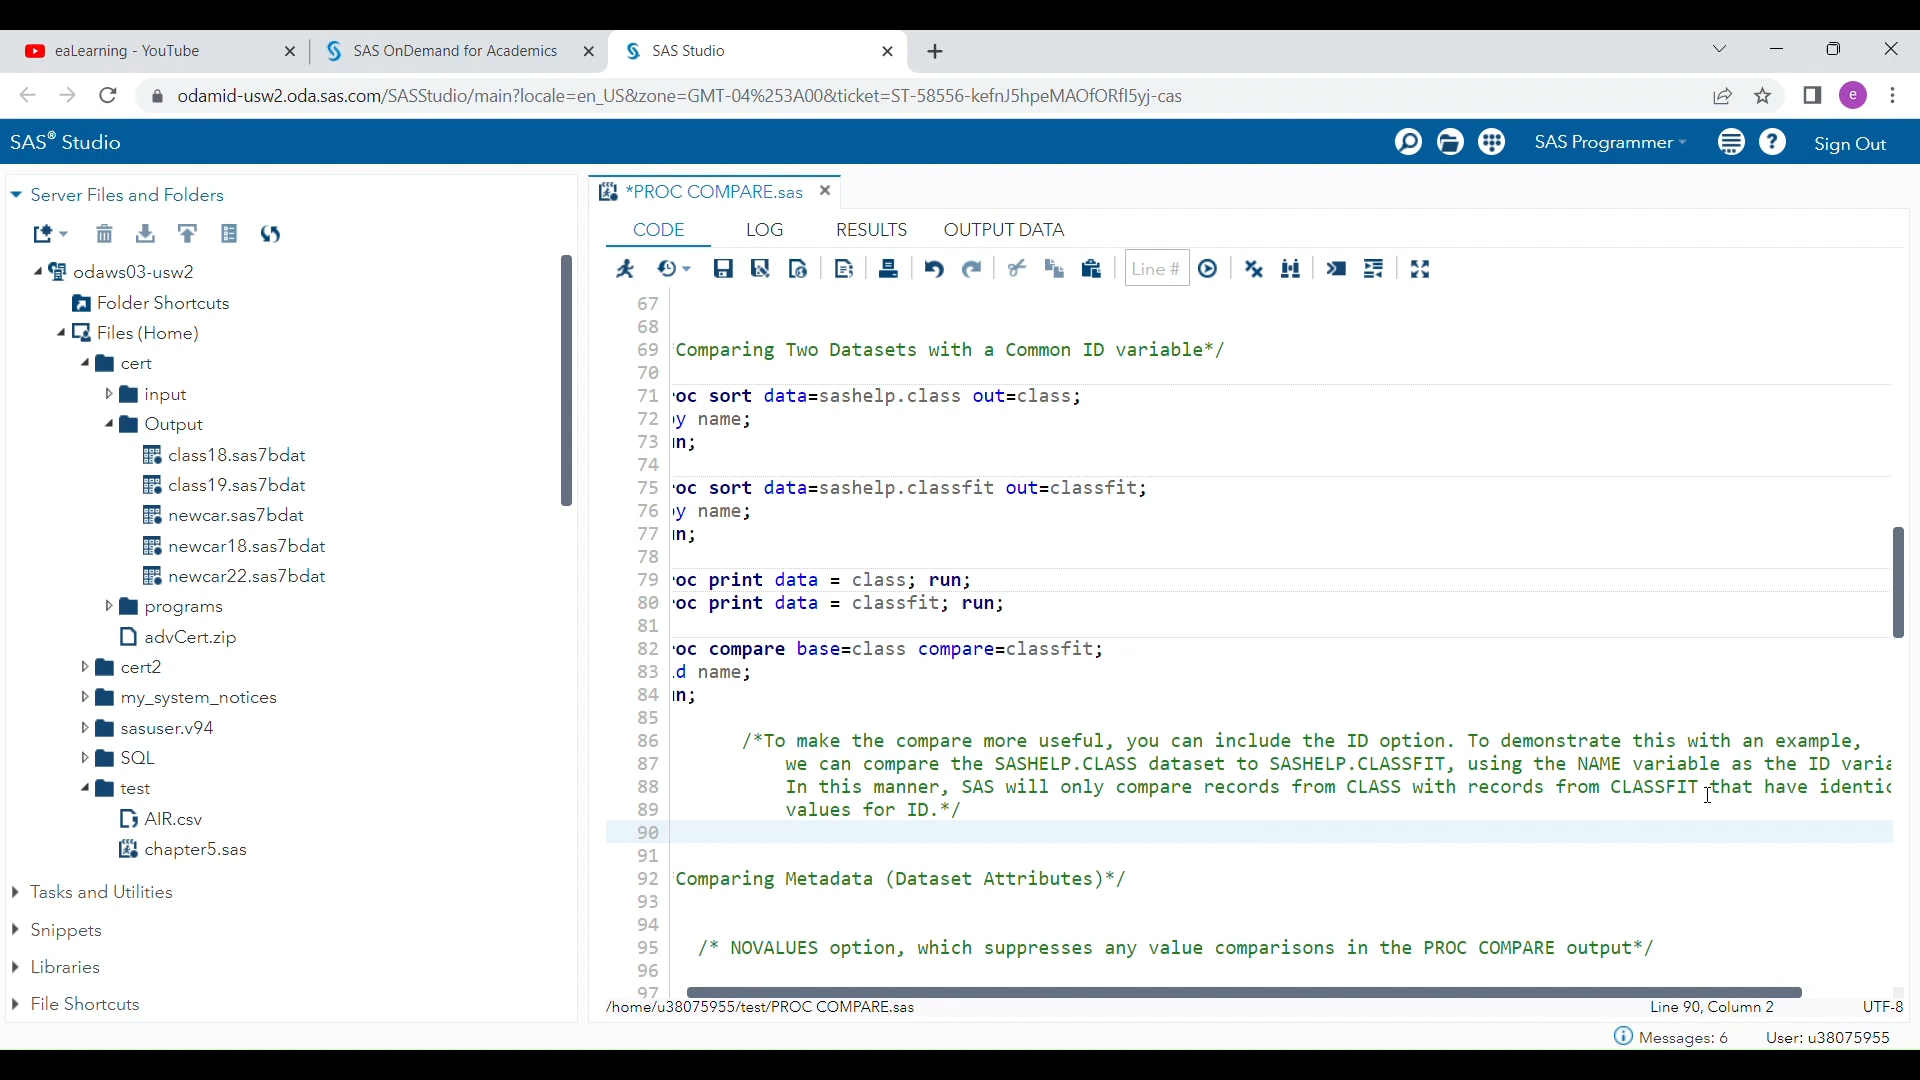 eaLearning - YouTube
SAS OnDemand for Academics
SAS Studio
odamid-usw2.oda.sas.com/SASStudio/main?locale=en_US&zone=GMT-04%253A00&ticket=ST-58556-kefnJ5hpeMAOfORfI5yj-cas
e
SAS® Studio
SAS Programmer
Sign Out
Server Files and Folders
odaws03-usw2
Folder Shortcuts
Files (Home)
cert
input
Output
class18.sas7bdat
class19.sas7bdat
newcar.sas7bdat
newcar18.sas7bdat
newcar22.sas7bdat
programs
advCert.zip
cert2
my_system_notices
sasuser.v94
SQL
test
AIR.csv
chapter5.sas
Tasks and Utilities
Snippets
Libraries
File Shortcuts
*PROC COMPARE.sas
CODE LOG RESULTS OUTPUT DATA
Line #
67
68
69 Comparing Two Datasets with a Common ID variable*/
70
71 oc sort data=sashelp.class out=class;
72 y name;
73 n;
74
75 oc sort data=sashelp.classfit out=classfit;
76 y name;
77 n;
78
79 oc print data = class; run;
80 oc print data = classfit; run;
81
82 oc compare base=class compare=classfit;
83 d name;
84 n;
85
86 /*To make the compare more useful, you can include the ID option. To demonstrate this with an example,
87 we can compare the SASHELP.CLASS dataset to SASHELP.CLASSFIT, using the NAME variable as the ID varia
88 In this manner, SAS will only compare records from CLASS with records from CLASSFIT that have identic
89 values for ID.*/
90
91
92 Comparing Metadata (Dataset Attributes)*/
93
94
95 /* NOVALUES option, which suppresses any value comparisons in the PROC COMPARE output*/
96
97
/home/u38075955/test/PROC COMPARE.sas
Line 90, Column 2
UTF-8
Messages: 6
User: u38075955